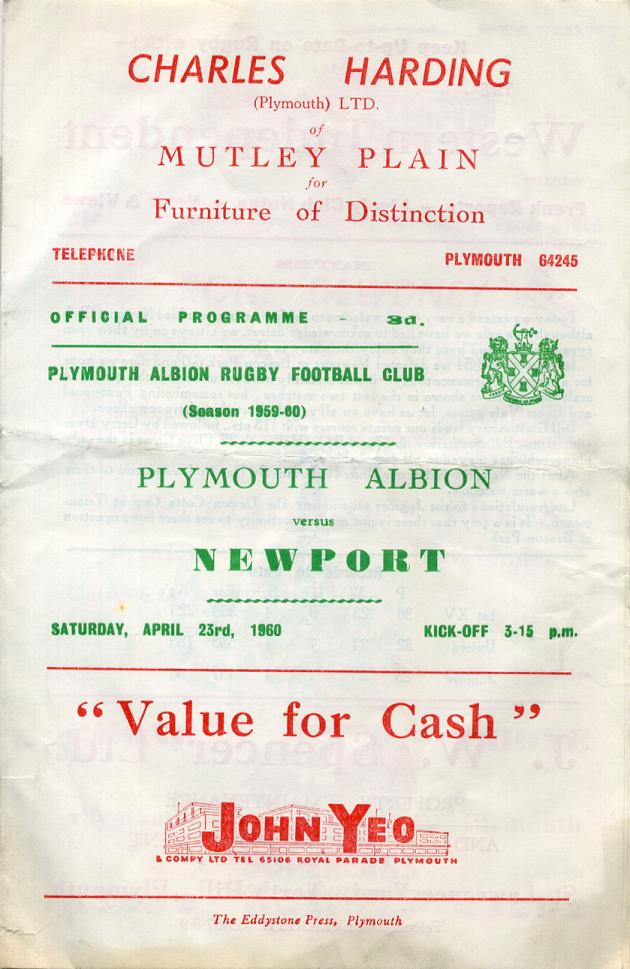 CHARLES HARDING
(Plymouth) LTD.
of
MUTLEY PLAIN
for
Furniture of Distinction
TELEPHONE PLYMOUTH 64245
OFFICIAL PROGRAMME - 3d.
PLYMOUTH ALBION RUGBY FOOTBALL CLUB
(Season 1959-60)
PLYMOUTH ALBION
versus
NEWPORT
SATURDAY, APRIL 23rd, 1960 KICK-OFF 3-15 p.m.
“Value for Cash”
JOHN YEO
& COMPY LTD TEL 65106 ROYAL PARADE PLYMOUTH
The Eddystone Press, Plymouth